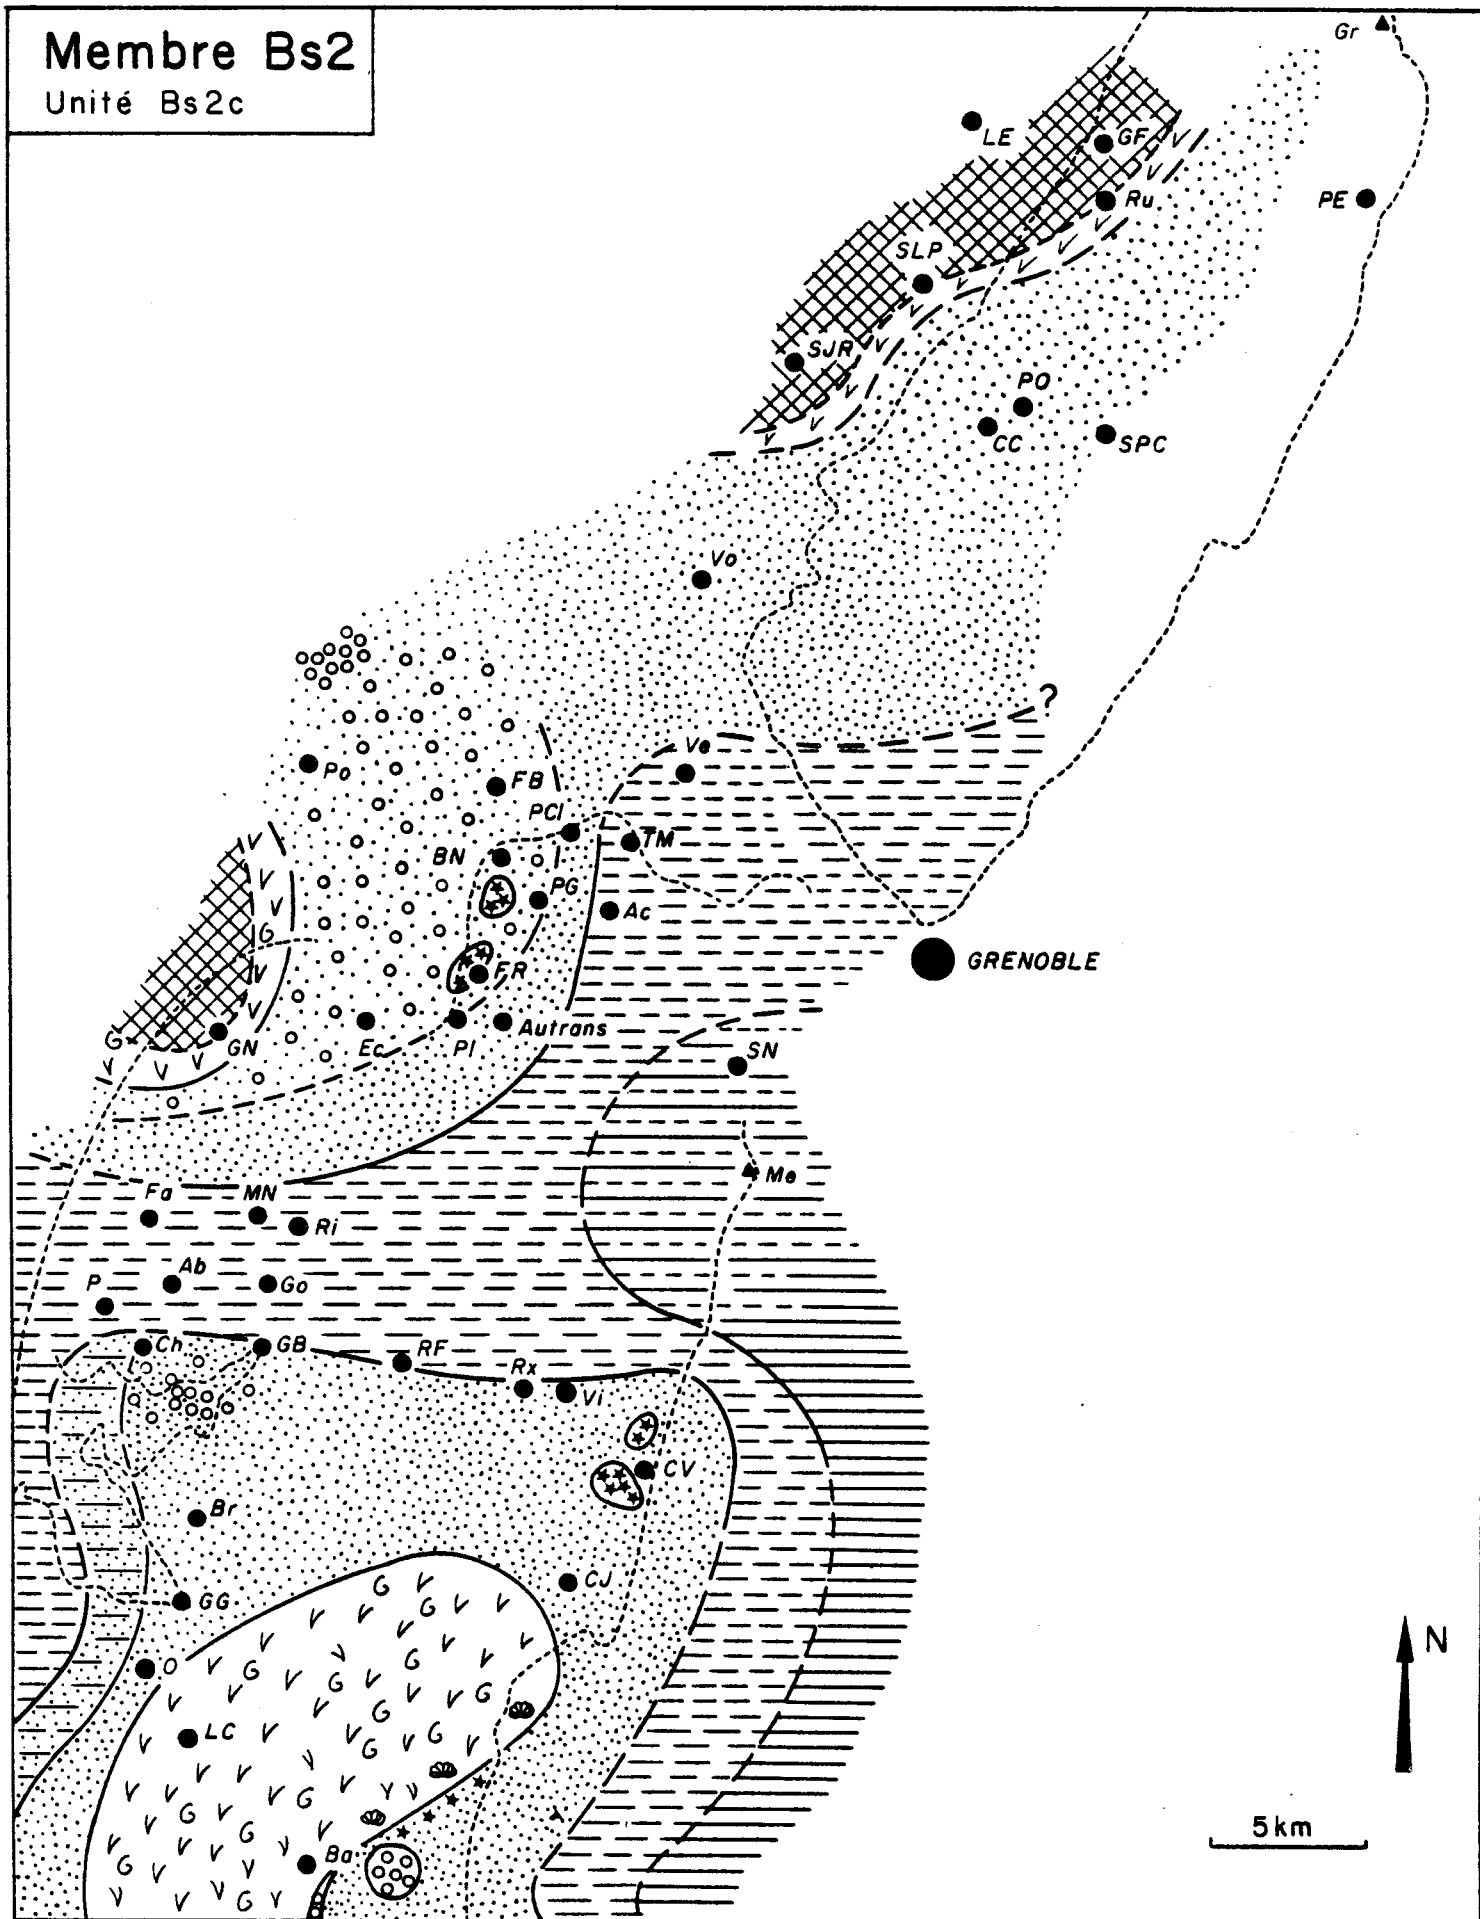 Membre Bs2
Unité Bs2c
Gr
LE
GF
Ru
PE
SLP
SJR
PO
CC
SPC
Vo
?
Ve
Po
FB
PCl
TM
BN
PG
Ac
G
FR
GRENOBLE
G
GN
Ec
Pl
Autrans
SN
Me
Fa
MN
Ri
P
Ab
Go
Ch
GB
RF
Rx
Vi
CV
Br
CJ
GG
O
LC
Ba
N
5km